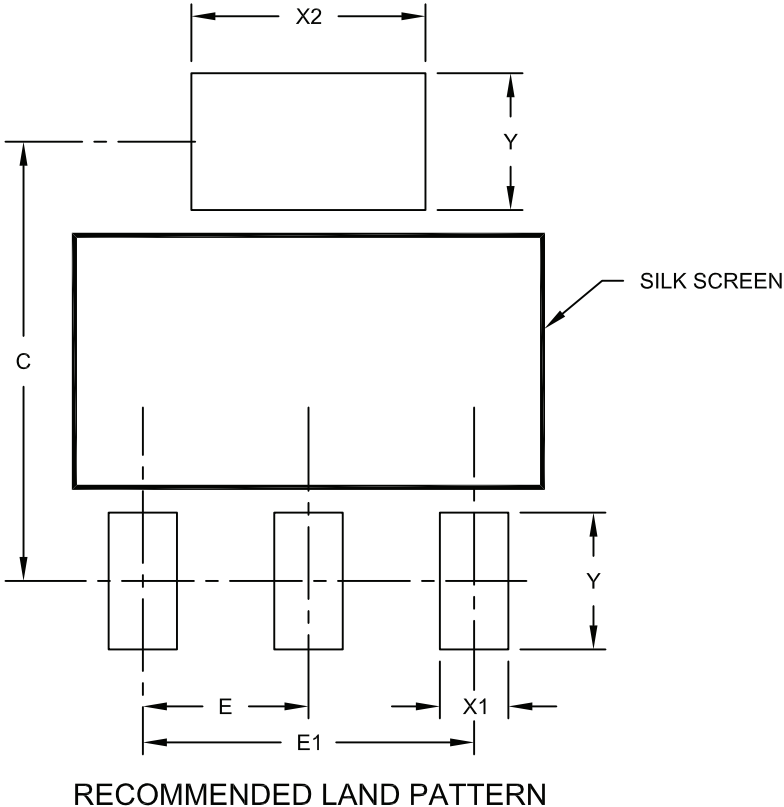 X2
Y
SILK SCREEN
C
Y
E
X1
E1
RECOMMENDED LAND PATTERN